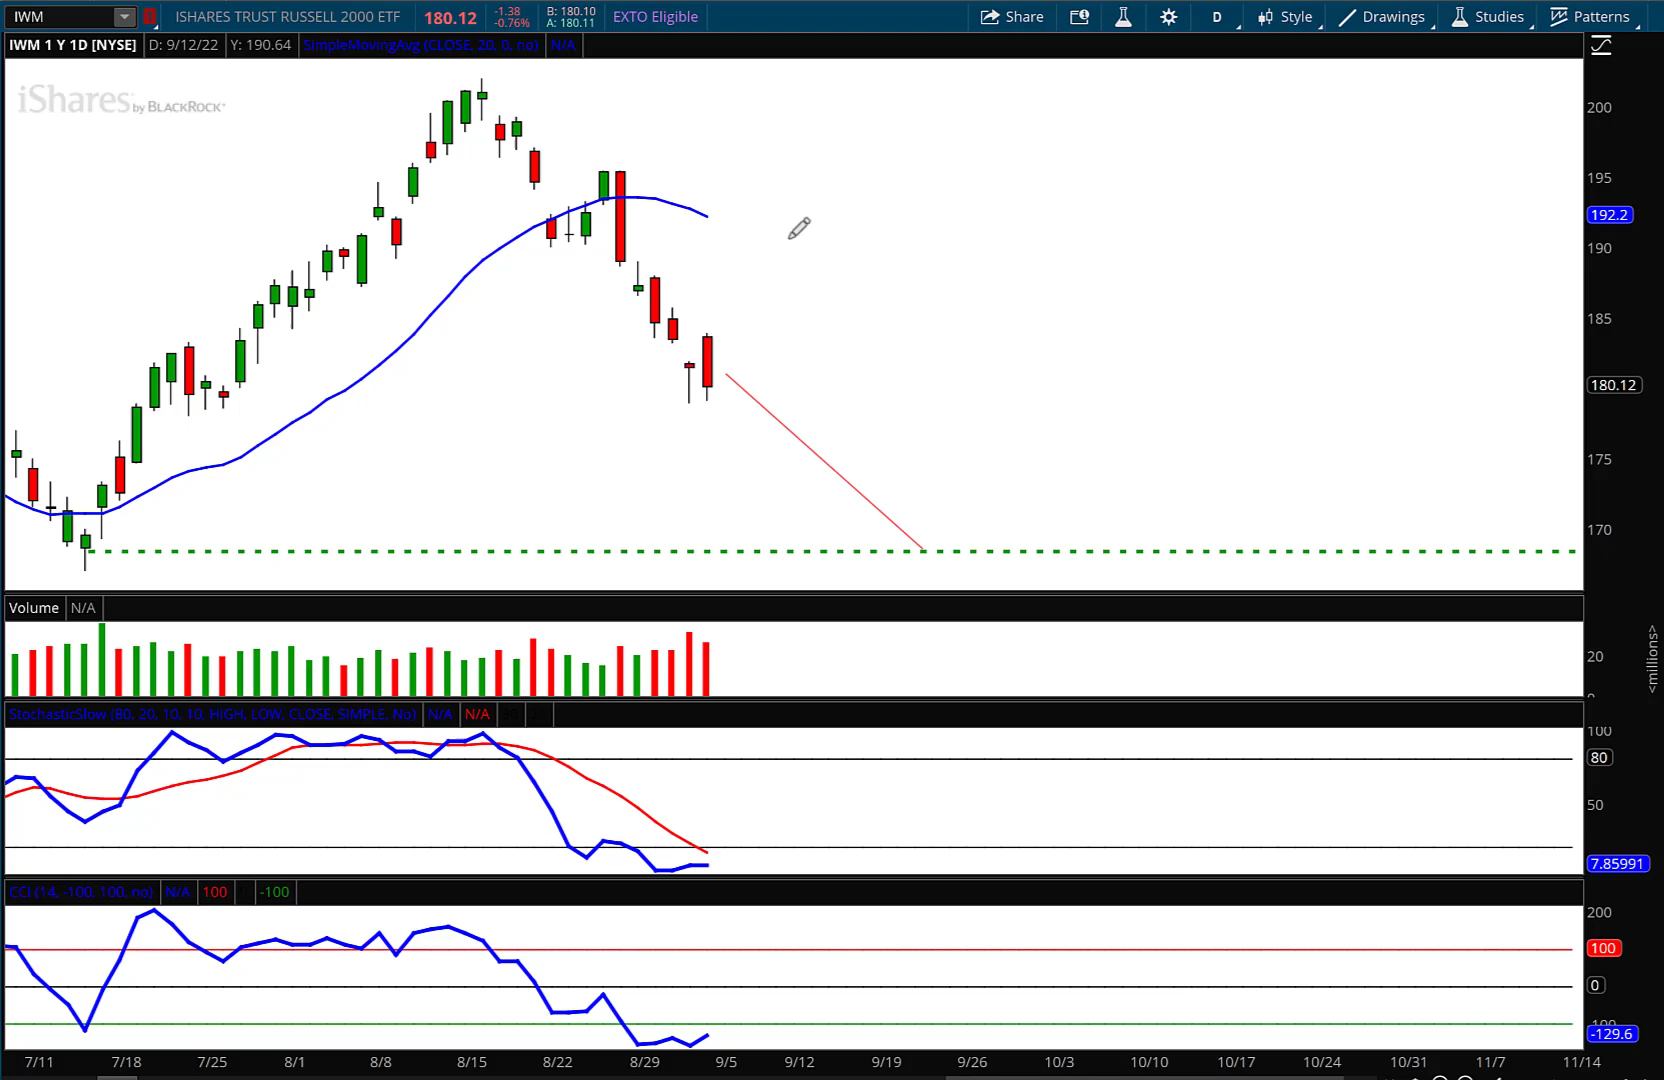 IWM ISHARES TRUST RUSSELL 2000 ETF 180.12 -1.38 -0.76% B: 180.10 A: 180.11 EXTO Eligible Share D Style Drawings Studies Patterns
IWM 1 Y 1D [NYSE] D: 9/12/22 Y: 190.64 SimpleMovingAvg (CLOSE, 20, 0, no) N/A
iShares by BLACKROCK
200
195
192.2
190
185
180.12
175
170
Volume N/A
20
<millions>
StochasticSlow (80, 20, 10, 10, HIGH, LOW, CLOSE, SIMPLE, No) N/A N/A
100
80
50
7.85991
CCI (14, -100, 100, no) N/A 100 -100
200
100
0
-129.6
7/11 7/18 7/25 8/1 8/8 8/15 8/22 8/29 9/5 9/12 9/19 9/26 10/3 10/10 10/17 10/24 10/31 11/7 11/14